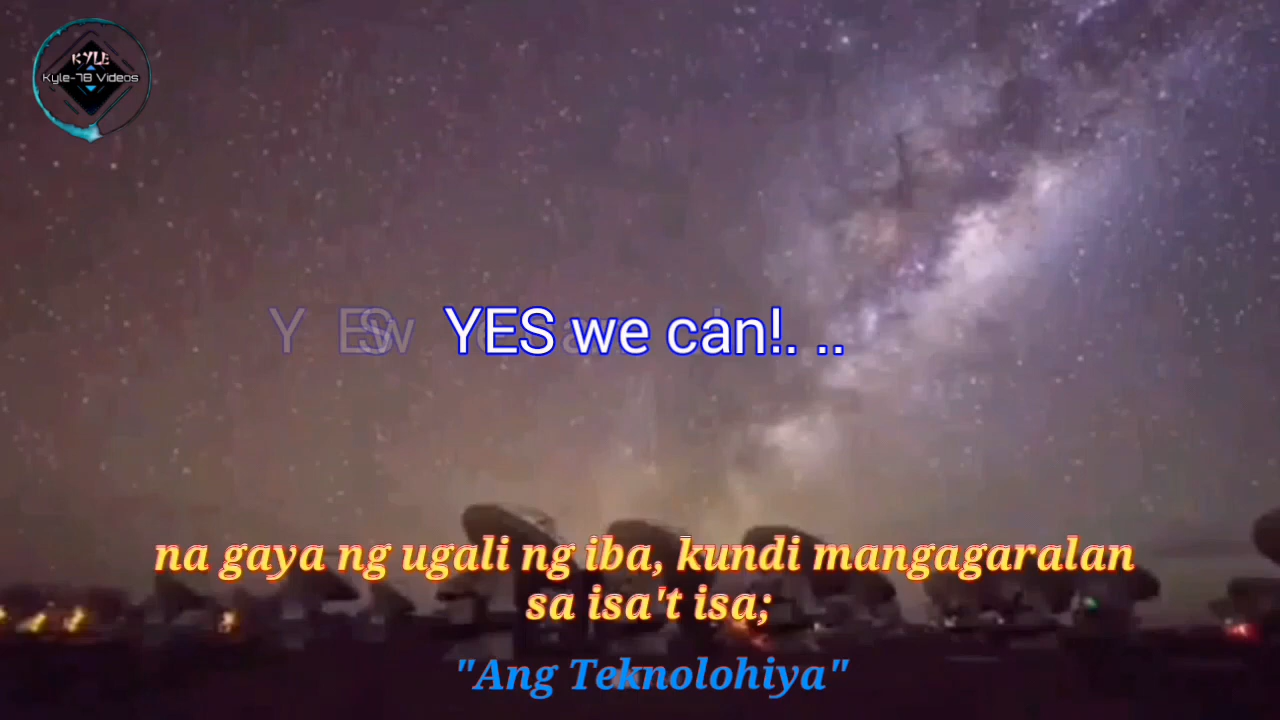 KYLE
Kyle-78 Videos
YES we can!. ..
na gaya ng ugali ng iba, kundi mangagaralan
sa isa't isa;
"Ang Teknolohiya"